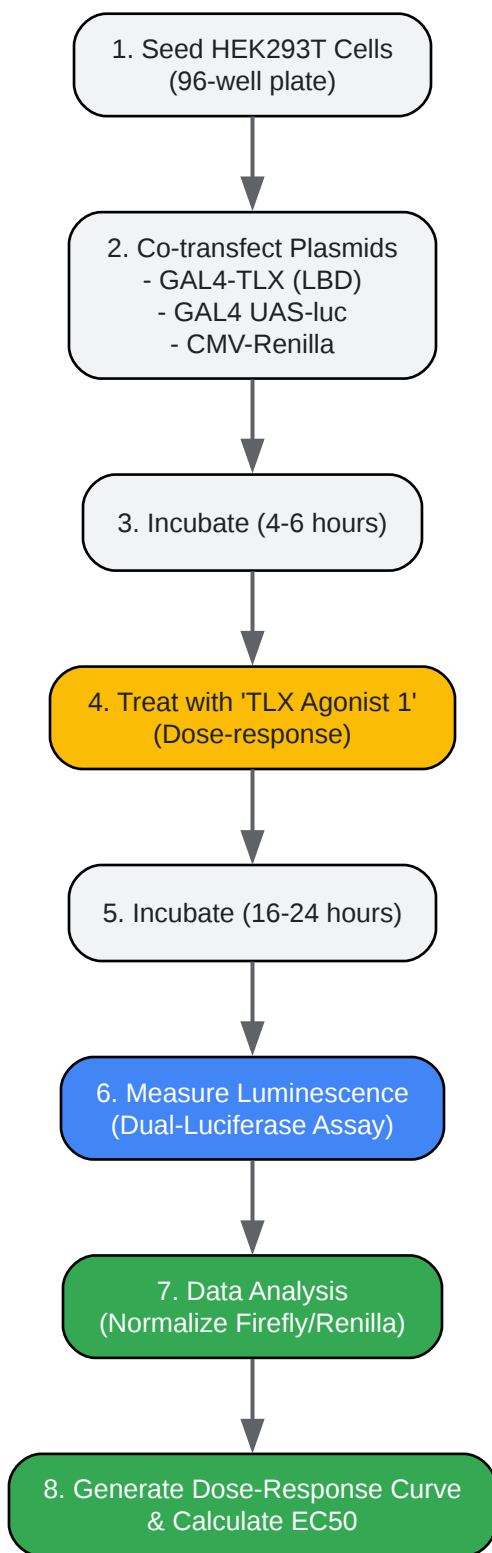 1. Seed HEK293T Cells
(96-well plate)
2. Co-transfect Plasmids
- GAL4-TLX (LBD)
- GAL4 UAS-luc
- CMV-Renilla
3. Incubate (4-6 hours)
4. Treat with 'TLX Agonist 1'
(Dose-response)
5. Incubate (16-24 hours)
6. Measure Luminescence
(Dual-Luciferase Assay)
7. Data Analysis
(Normalize Firefly/Renilla)
8. Generate Dose-Response Curve
& Calculate EC50